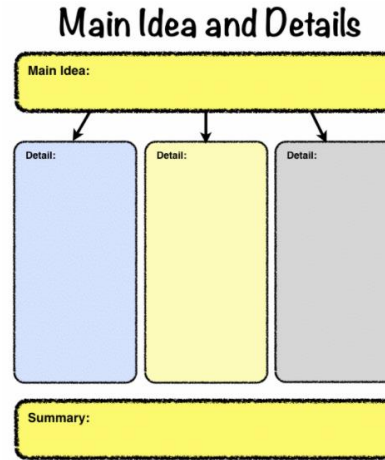 Main Idea and Details
Main Idea:
Detail:
Detail:
Detail:
Summary: